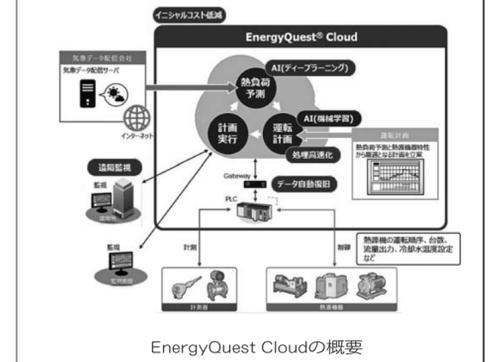 イニシャルコスト低減
EnergyQuest® Cloud
気象データ配信会社
気象データ配信サーバ
AI(ディープラーニング)
熱負荷
予測
インターネット
AI(機械学習)
計画
実行
運転
計画
運転計画
熱負荷予測と熱源機器特性
から最適となる計画を立案
処理高速化
遠隔監視
監視
Gateway
データ自動復旧
PLC
監視
計測
制御
熱源機の運転順序、台数、
流量出力、冷却水温度設定
など
計測器
熱源機器
EnergyQuest Cloudの概要